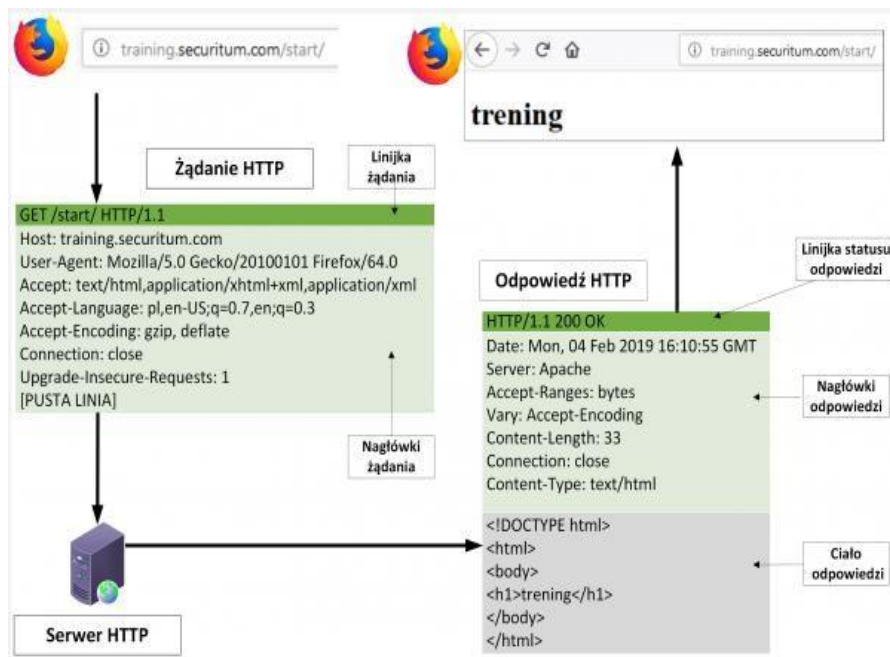 training.securitum.com/start/
training.securitum.com/start/
trening
Żądanie HTTP
Linijka
żądania
GET /start/ HTTP/1.1
Host: training.securitum.com
User-Agent: Mozilla/5.0 Gecko/20100101 Firefox/64.0
Accept: text/html,application/xhtml+xml,application/xml
Accept-Language: pl,en-US;q=0.7,en;q=0.3
Accept-Encoding: gzip, deflate
Connection: close
Upgrade-Insecure-Requests: 1
[PUSTA LINIA]
Nagłówki
żądania
Serwer HTTP
Odpowiedź HTTP
Linijka statusu
odpowiedzi
HTTP/1.1 200 OK
Date: Mon, 04 Feb 2019 16:10:55 GMT
Server: Apache
Accept-Ranges: bytes
Vary: Accept-Encoding
Content-Length: 33
Connection: close
Content-Type: text/html
Nagłówki
odpowiedzi
<!DOCTYPE html>
<html>
<body>
<h1>trening</h1>
</body>
</html>
Ciało
odpowiedzi